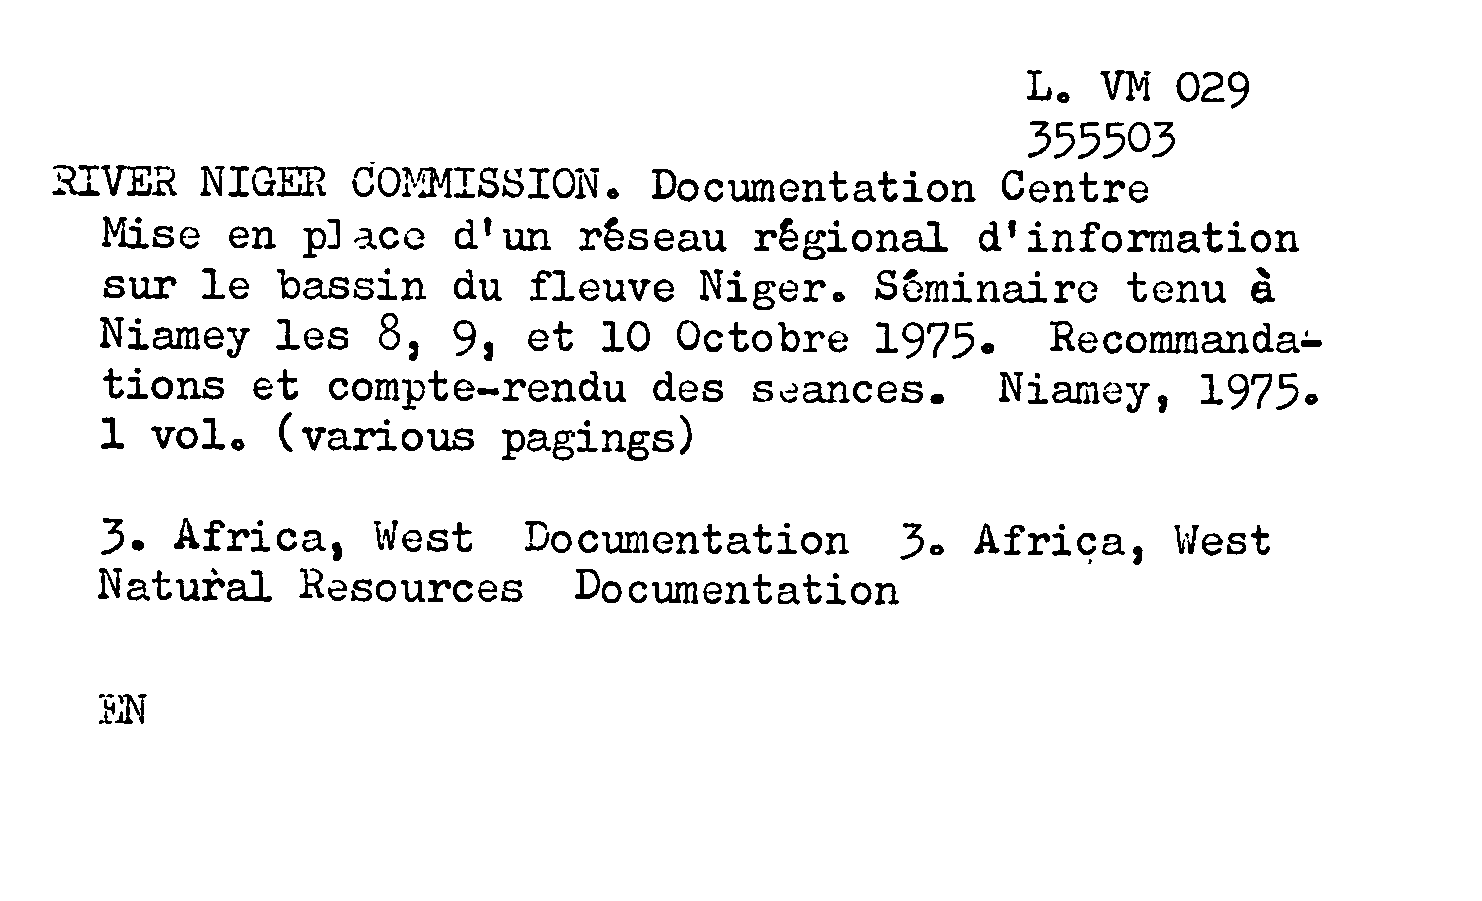 L. VM 029
355503
RIVER NIGER COMMISSION. Documentation Centre
Mise en place d'un réseau régional d'information
sur le bassin du fleuve Niger. Séminaire tenu à
Niamey les 8, 9, et 10 Octobre 1975. Recommanda-
tions et compte-rendu des seances. Niamey, 1975.
1 vol. (various pagings)
3. Africa, West Documentation 3. Africa, West
Natural Resources Documentation
EN